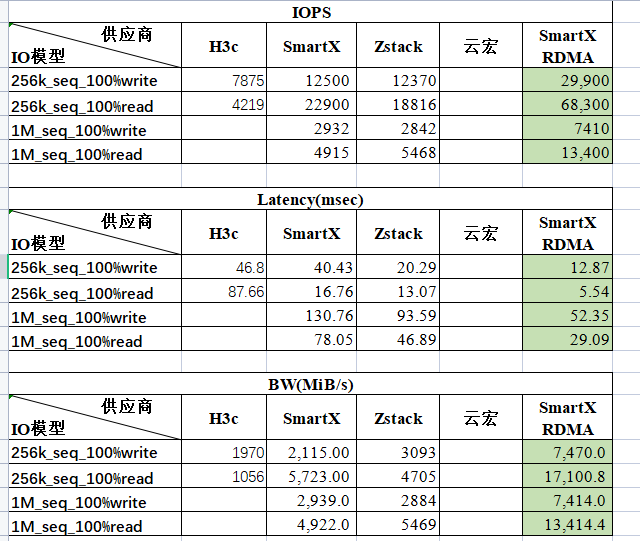 IOPS
供应商
IO模型 H3c SmartX Zstack 云宏 SmartX RDMA
256k_seq_100%write 7875 12500 12370 29,900
256k_seq_100%read 4219 22900 18816 68,300
1M_seq_100%write 2932 2842 7410
1M_seq_100%read 4915 5468 13,400
Latency(msec)
供应商
IO模型 H3c SmartX Zstack 云宏 SmartX RDMA
256k_seq_100%write 46.8 40.43 20.29 12.87
256k_seq_100%read 87.66 16.76 13.07 5.54
1M_seq_100%write 130.76 93.59 52.35
1M_seq_100%read 78.05 46.89 29.09
BW(MiB/s)
供应商
IO模型 H3c SmartX Zstack 云宏 SmartX RDMA
256k_seq_100%write 1970 2,115.00 3093 7,470.0
256k_seq_100%read 1056 5,723.00 4705 17,100.8
1M_seq_100%write 2,939.0 2884 7,414.0
1M_seq_100%read 4,922.0 5469 13,414.4